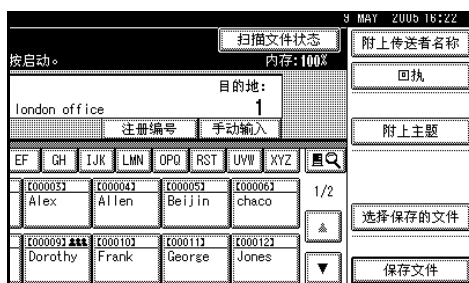 9 MAY 2005 16:22
扫描文件状态
附上传送者名称
按启动。
内存:100%
回执
目的地:
london office
1
注册编号
手动输入
附上主题
EF
GH
IJK
LMN
OPQ
RST
UVW
XYZ
[00003]
[00004]
[00005]
[00006]
1/2
Alex
Allen
Beijin
chaco
选择保存的文件
[00009]
[00010]
[00011]
[00012]
Dorothy
Frank
George
Jones
保存文件